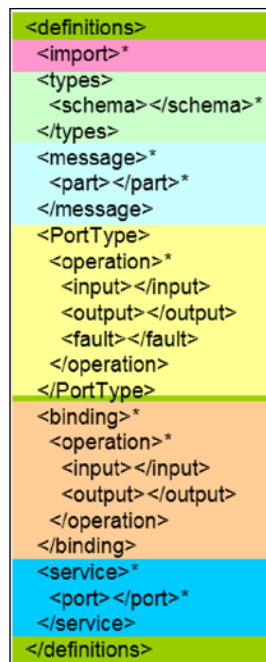 <definitions>
<import>*
<types>
<schema></schema>*
</types>
<message>*
<part></part>*
</message>
<PortType>
<operation>*
<input></input>
<output></output>
<fault></fault>
</operation>
</PortType>
<binding>*
<operation>*
<input></input>
<output></output>
</operation>
</binding>
<service>*
<port></port>*
</service>
</definitions>